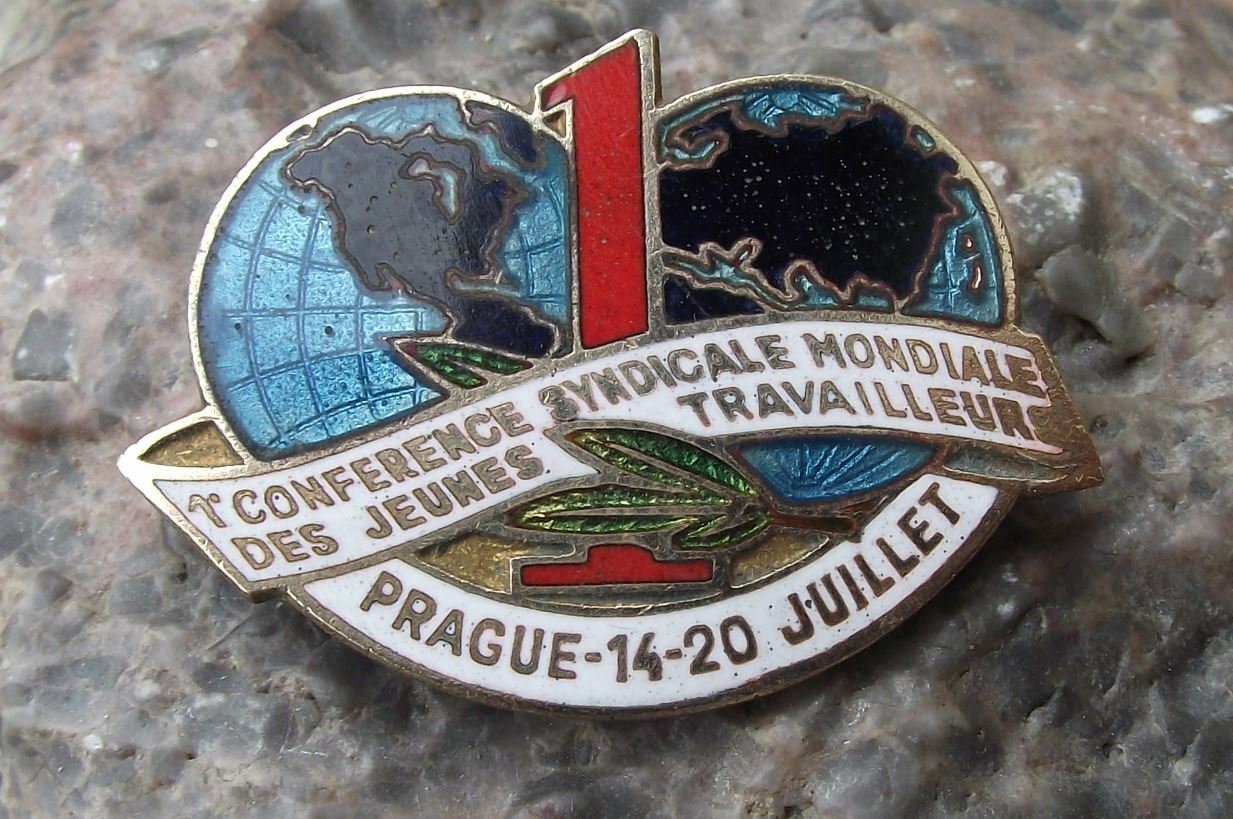 1
1e CONFERENCE SYNDICALE MONDIALE
DES JEUNES TRAVAILLEURS
PRAGUE-14-20 JUILLET